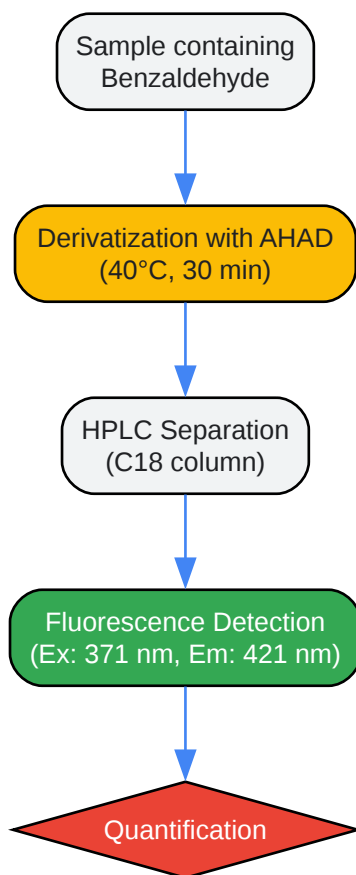 Sample containing
Benzaldehyde
Derivatization with AHAD
(40°C, 30 min)
HPLC Separation
(C18 column)
Fluorescence Detection
(Ex: 371 nm, Em: 421 nm)
Quantification